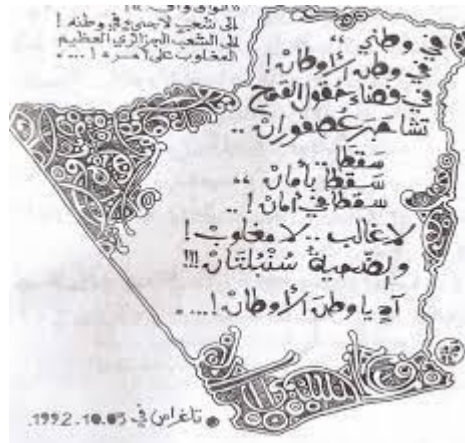 إلى شعبي لاجئ في وطنه !
إلى الشعب الجزائري العظيم
المغلوب على أمره ! ...
في وطني ،،
في وطن الأوطان !
في فضاء حقول القمح
تشاجر عصفوران ..
سقطا
سقطا بأمان ،،
سقطا في أمان ! ..
لا غالب .. لا مغلوب !
والضحية سنبلتان !!!
آه يا وطن الأوطان ! ... .
● تلغراس في 1992.10.03.